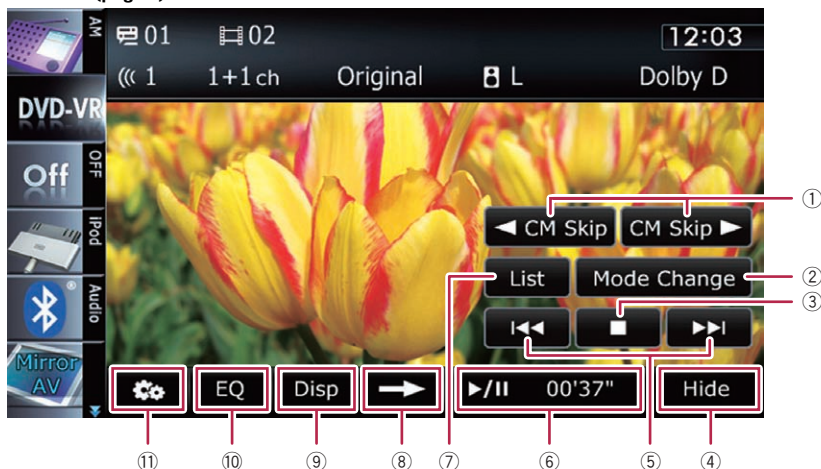 AM
01 02 12:03
1 1+1 ch Original L Dolby D
DVD-VR
Off OFF
iPod
Audio
Mirror
AV
◄ CM Skip CM Skip ► ①
List Mode Change ②
③
EQ Disp ►/II 00'37" Hide
⑪ ⑩ ⑨ ⑧ ⑦ ⑥ ⑤ ④